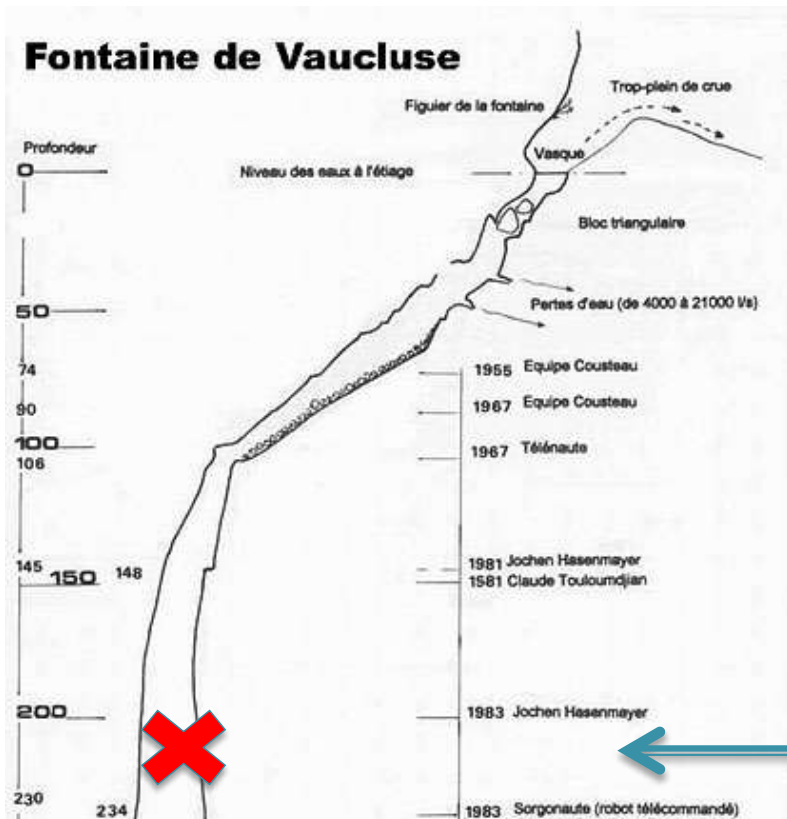 Fontaine de Vaucluse
Trop-plein de crue
Figuier de la fontaine
Profondeur
Vasque
0
Niveau des eaux à l'étiage
Bloc triangulaire
50
Pertes d'eau (de 4000 à 21000 l/s)
74
1955 Equipe Cousteau
90
1967 Equipe Cousteau
100
106
1967 Télénaute
145
148
1981 Jochen Hasenmayer
150
1581 Claude Touloumdjian
200
1983 Jochen Hasenmayer
230
234
1983 Sorgonaute (robot télécommandé)